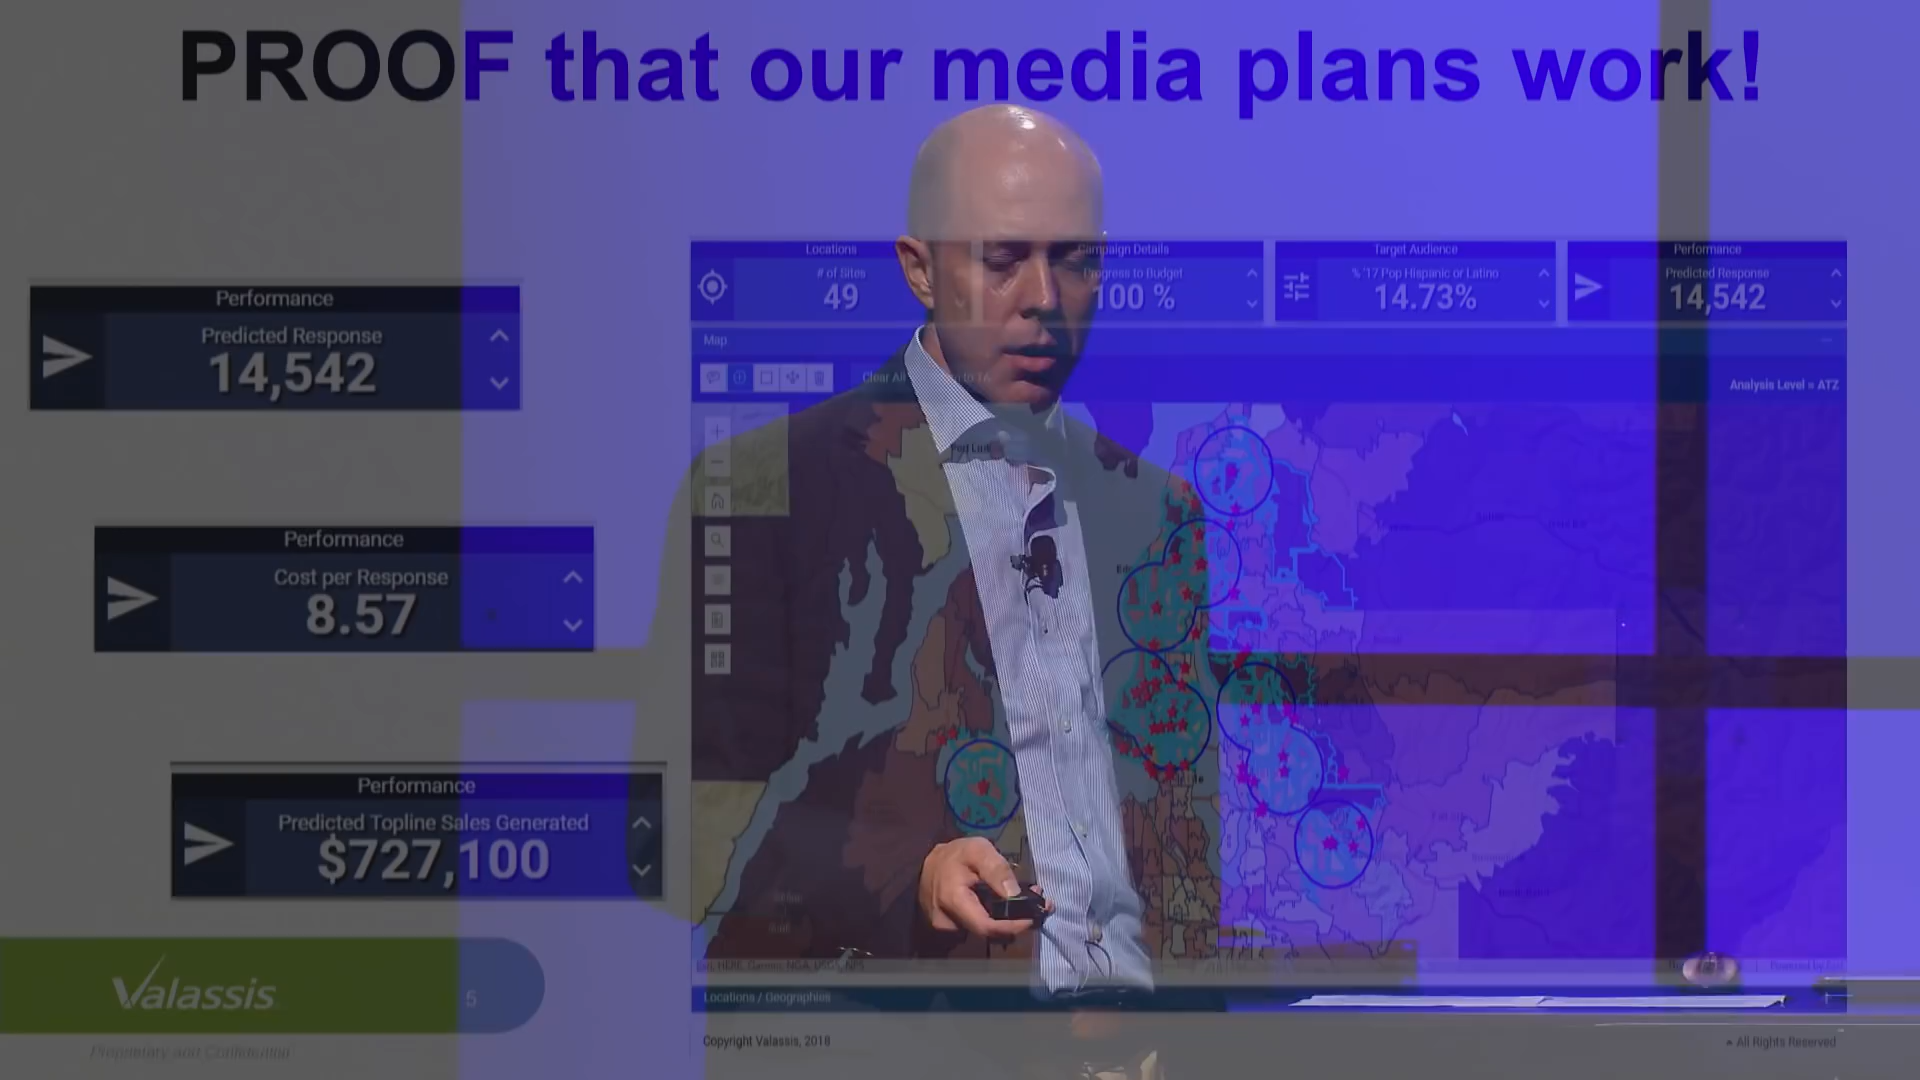 PROOF that our media plans work!
Performance
Predicted Response
14,542
Performance
Cost per Response
8.57
Performance
Predicted Topline Sales Generated
$727,100
Valassis
5
Proprietary and Confidential
Locations
# of Sites
49
Campaign Details
Progress to Budget
100 %
Target Audience
% '17 Pop Hispanic or Latino
14.73%
Performance
Predicted Response
14,542
Map
Clear All
Analysis Level = ATZ
Locations / Geographies
Copyright Valassis, 2018
All Rights Reserved